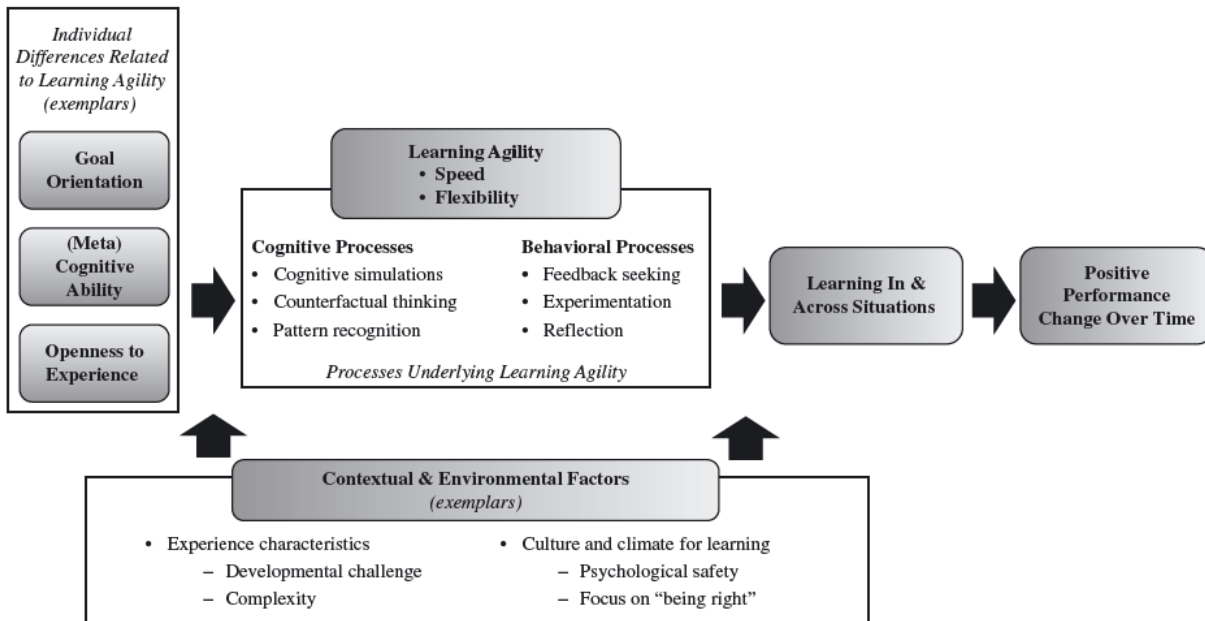 Individual
Differences Related
to Learning Agility
(exemplars)
Goal
Orientation
(Meta)
Cognitive
Ability
Openness to
Experience
Learning Agility
• Speed
• Flexibility
Cognitive Processes
• Cognitive simulations
• Counterfactual thinking
• Pattern recognition
Behavioral Processes
• Feedback seeking
• Experimentation
• Reflection
Processes Underlying Learning Agility
Learning In &
Across Situations
Positive
Performance
Change Over Time
Contextual & Environmental Factors
(exemplars)
• Experience characteristics
– Developmental challenge
– Complexity
• Culture and climate for learning
– Psychological safety
– Focus on “being right”